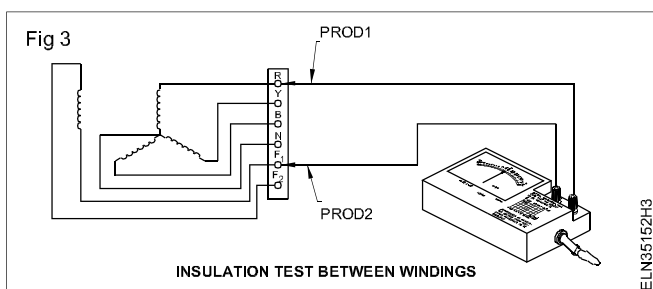 Fig 3
PROD1
R
Y
B
N
F1
F2
PROD2
INSULATION TEST BETWEEN WINDINGS
ELN35152H3